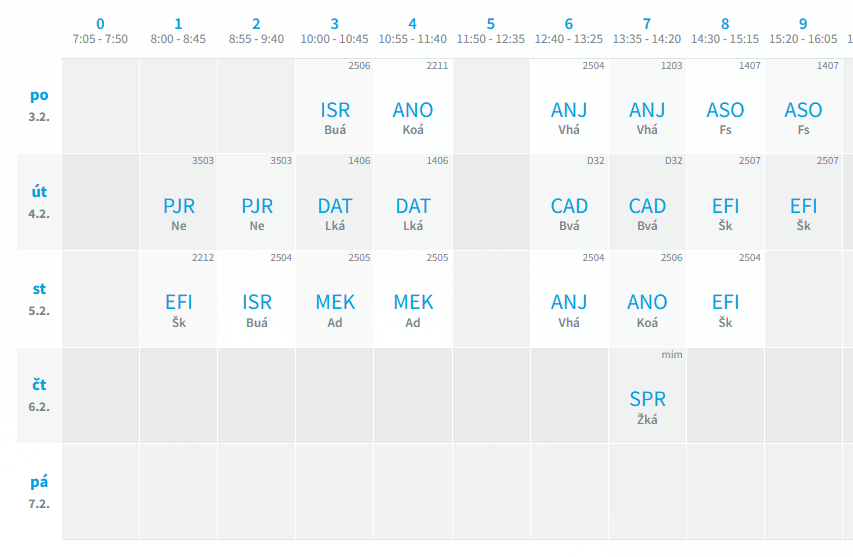 0 1 2 3 4 5 6 7 8 9
7:05 - 7:50 8:00 - 8:45 8:55 - 9:40 10:00 - 10:45 10:55 - 11:40 11:50 - 12:35 12:40 - 13:25 13:35 - 14:20 14:30 - 15:15 15:20 - 16:05 1
2506 2211 2504 1203 1407 1407
po ISR ANO ANJ ANJ ASO ASO
3.2. Buá Koá Vhá Vhá Fs Fs
3503 3503 1406 1406 D32 D32 2507 2507
út PJR PJR DAT DAT CAD CAD EFI EFI
4.2. Ne Ne Lká Lká Bvá Bvá Šk Šk
2212 2504 2505 2505 2504 2506 2504
st EFI ISR MEK MEK ANJ ANO EFI
5.2. Šk Buá Ad Ad Vhá Koá Šk
mim
čt SPR
6.2. Žká
pá
7.2.